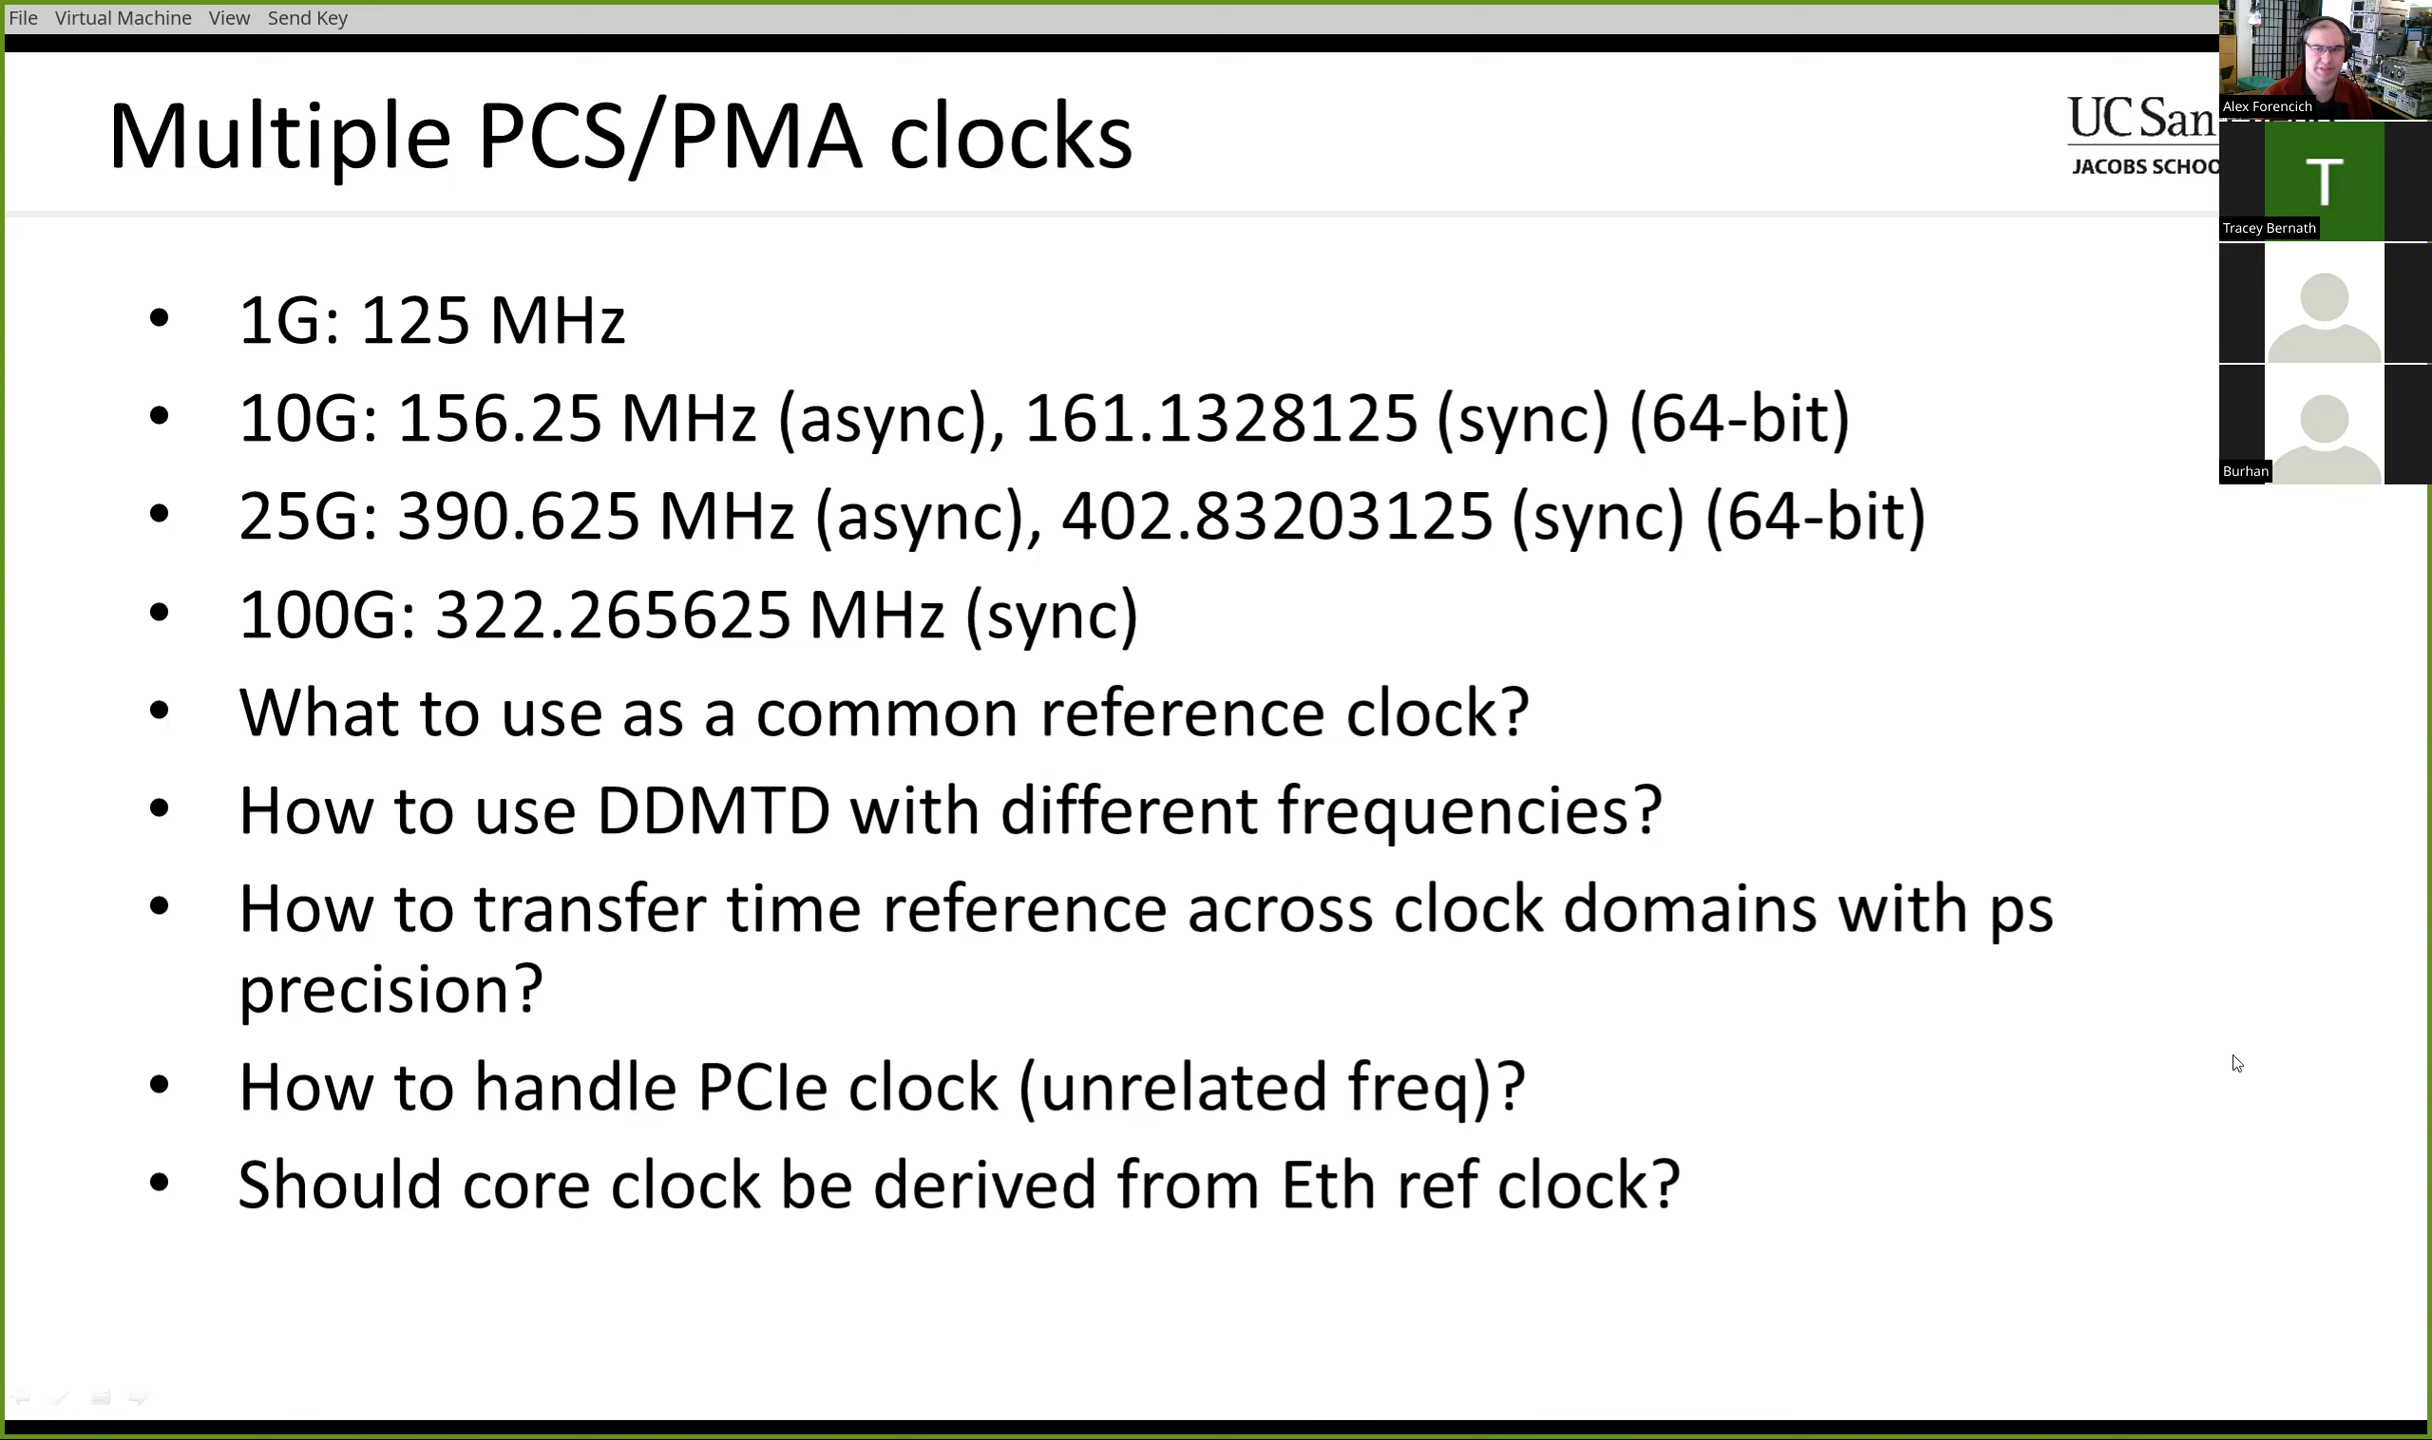 File Virtual Machine View Send Key
Multiple PCS/PMA clocks
UC San
JACOBS SCHOO
Alex Forencich
T
Tracey Bernath
Burhan
• 1G: 125 MHz
• 10G: 156.25 MHz (async), 161.1328125 (sync) (64-bit)
• 25G: 390.625 MHz (async), 402.83203125 (sync) (64-bit)
• 100G: 322.265625 MHz (sync)
• What to use as a common reference clock?
• How to use DDMTD with different frequencies?
• How to transfer time reference across clock domains with ps
precision?
• How to handle PCIe clock (unrelated freq)?
• Should core clock be derived from Eth ref clock?